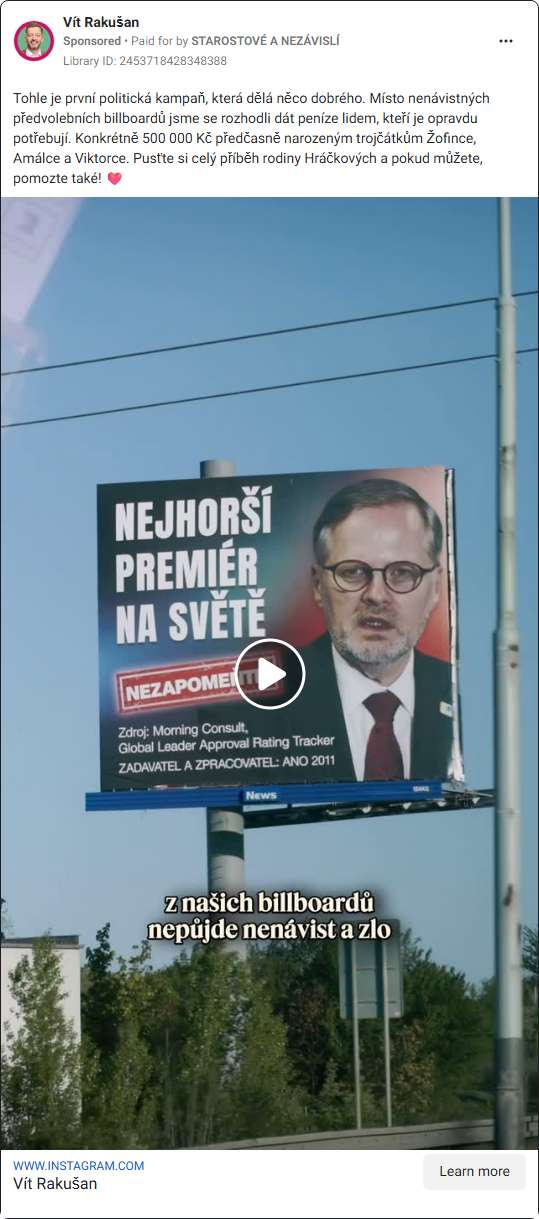 Vít Rakušan
Sponsored • Paid for by STAROSTOVÉ A NEZÁVISLÍ
Library ID: 2453718428348388
Tohle je první politická kampaň, která dělá něco dobrého. Místo nenávistných
předvolebních billboardů jsme se rozhodli dát peníze lidem, kteří je opravdu
potřebují. Konkrétně 500 000 Kč předčasně narozeným trojčátkům Žofince,
Amálce a Viktorce. Pusťte si celý příběh rodiny Hráčkových a pokud můžete,
pomozte také! 💓
NEJHORŠÍ
PREMIÉR
NA SVĚTĚ
Zdroj: Morning Consult,
Global Leader Approval Rating Tracker
ZADAVATEL A ZPRACOVATEL: ANO 2011
News
z našich billboardů
nepůjde nenávist a zlo
WWW.INSTAGRAM.COM
Vít Rakušan
Learn more